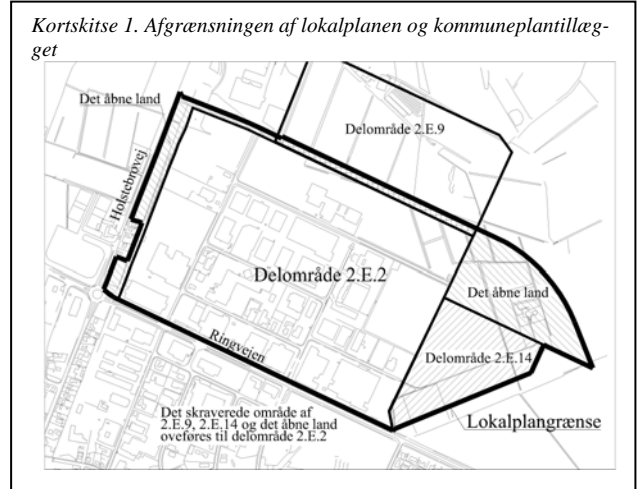 Kortskitse 1. Afgrænsningen af lokalplanen og kommuneplantillæg-
get
Det åbne land
Delområde 2.E.9
Holstebrovej
Delområde 2.E.2
Det åbne land
Ringvejen
Delområde 2.E.14
Det skraverede område af
2.E.9, 2.E.14 og det åbne land
oveføres til delområde 2.E.2
Lokalplangrænse